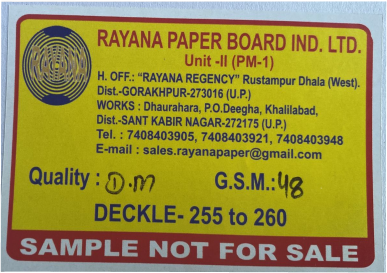 RAYANA PAPER BOARD IND. LTD.
Unit -II (PM-1)
H. OFF.: "RAYANA REGENCY" Rustampur Dhala (West).
Dist.-GORAKHPUR-273016 (U.P.)
WORKS : Dhaurahara, P.O.Deegha, Khalilabad,
Dist.-SANT KABIR NAGAR-272175 (U.P.)
Tel. : 7408403905, 7408403921, 7408403948
E-mail : sales.rayanapaper@gmail.com
Quality : D.M G.S.M.: 48
DECKLE- 255 to 260
SAMPLE NOT FOR SALE